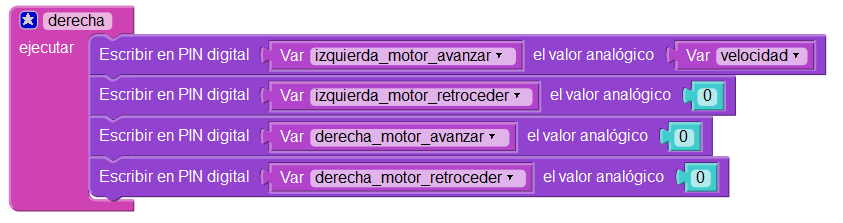 derecha
ejecutar
Escribir en PIN digital Var izquierda_motor_avanzar el valor analógico Var velocidad
Escribir en PIN digital Var izquierda_motor_retroceder el valor analógico 0
Escribir en PIN digital Var derecha_motor_avanzar el valor analógico 0
Escribir en PIN digital Var derecha_motor_retroceder el valor analógico 0